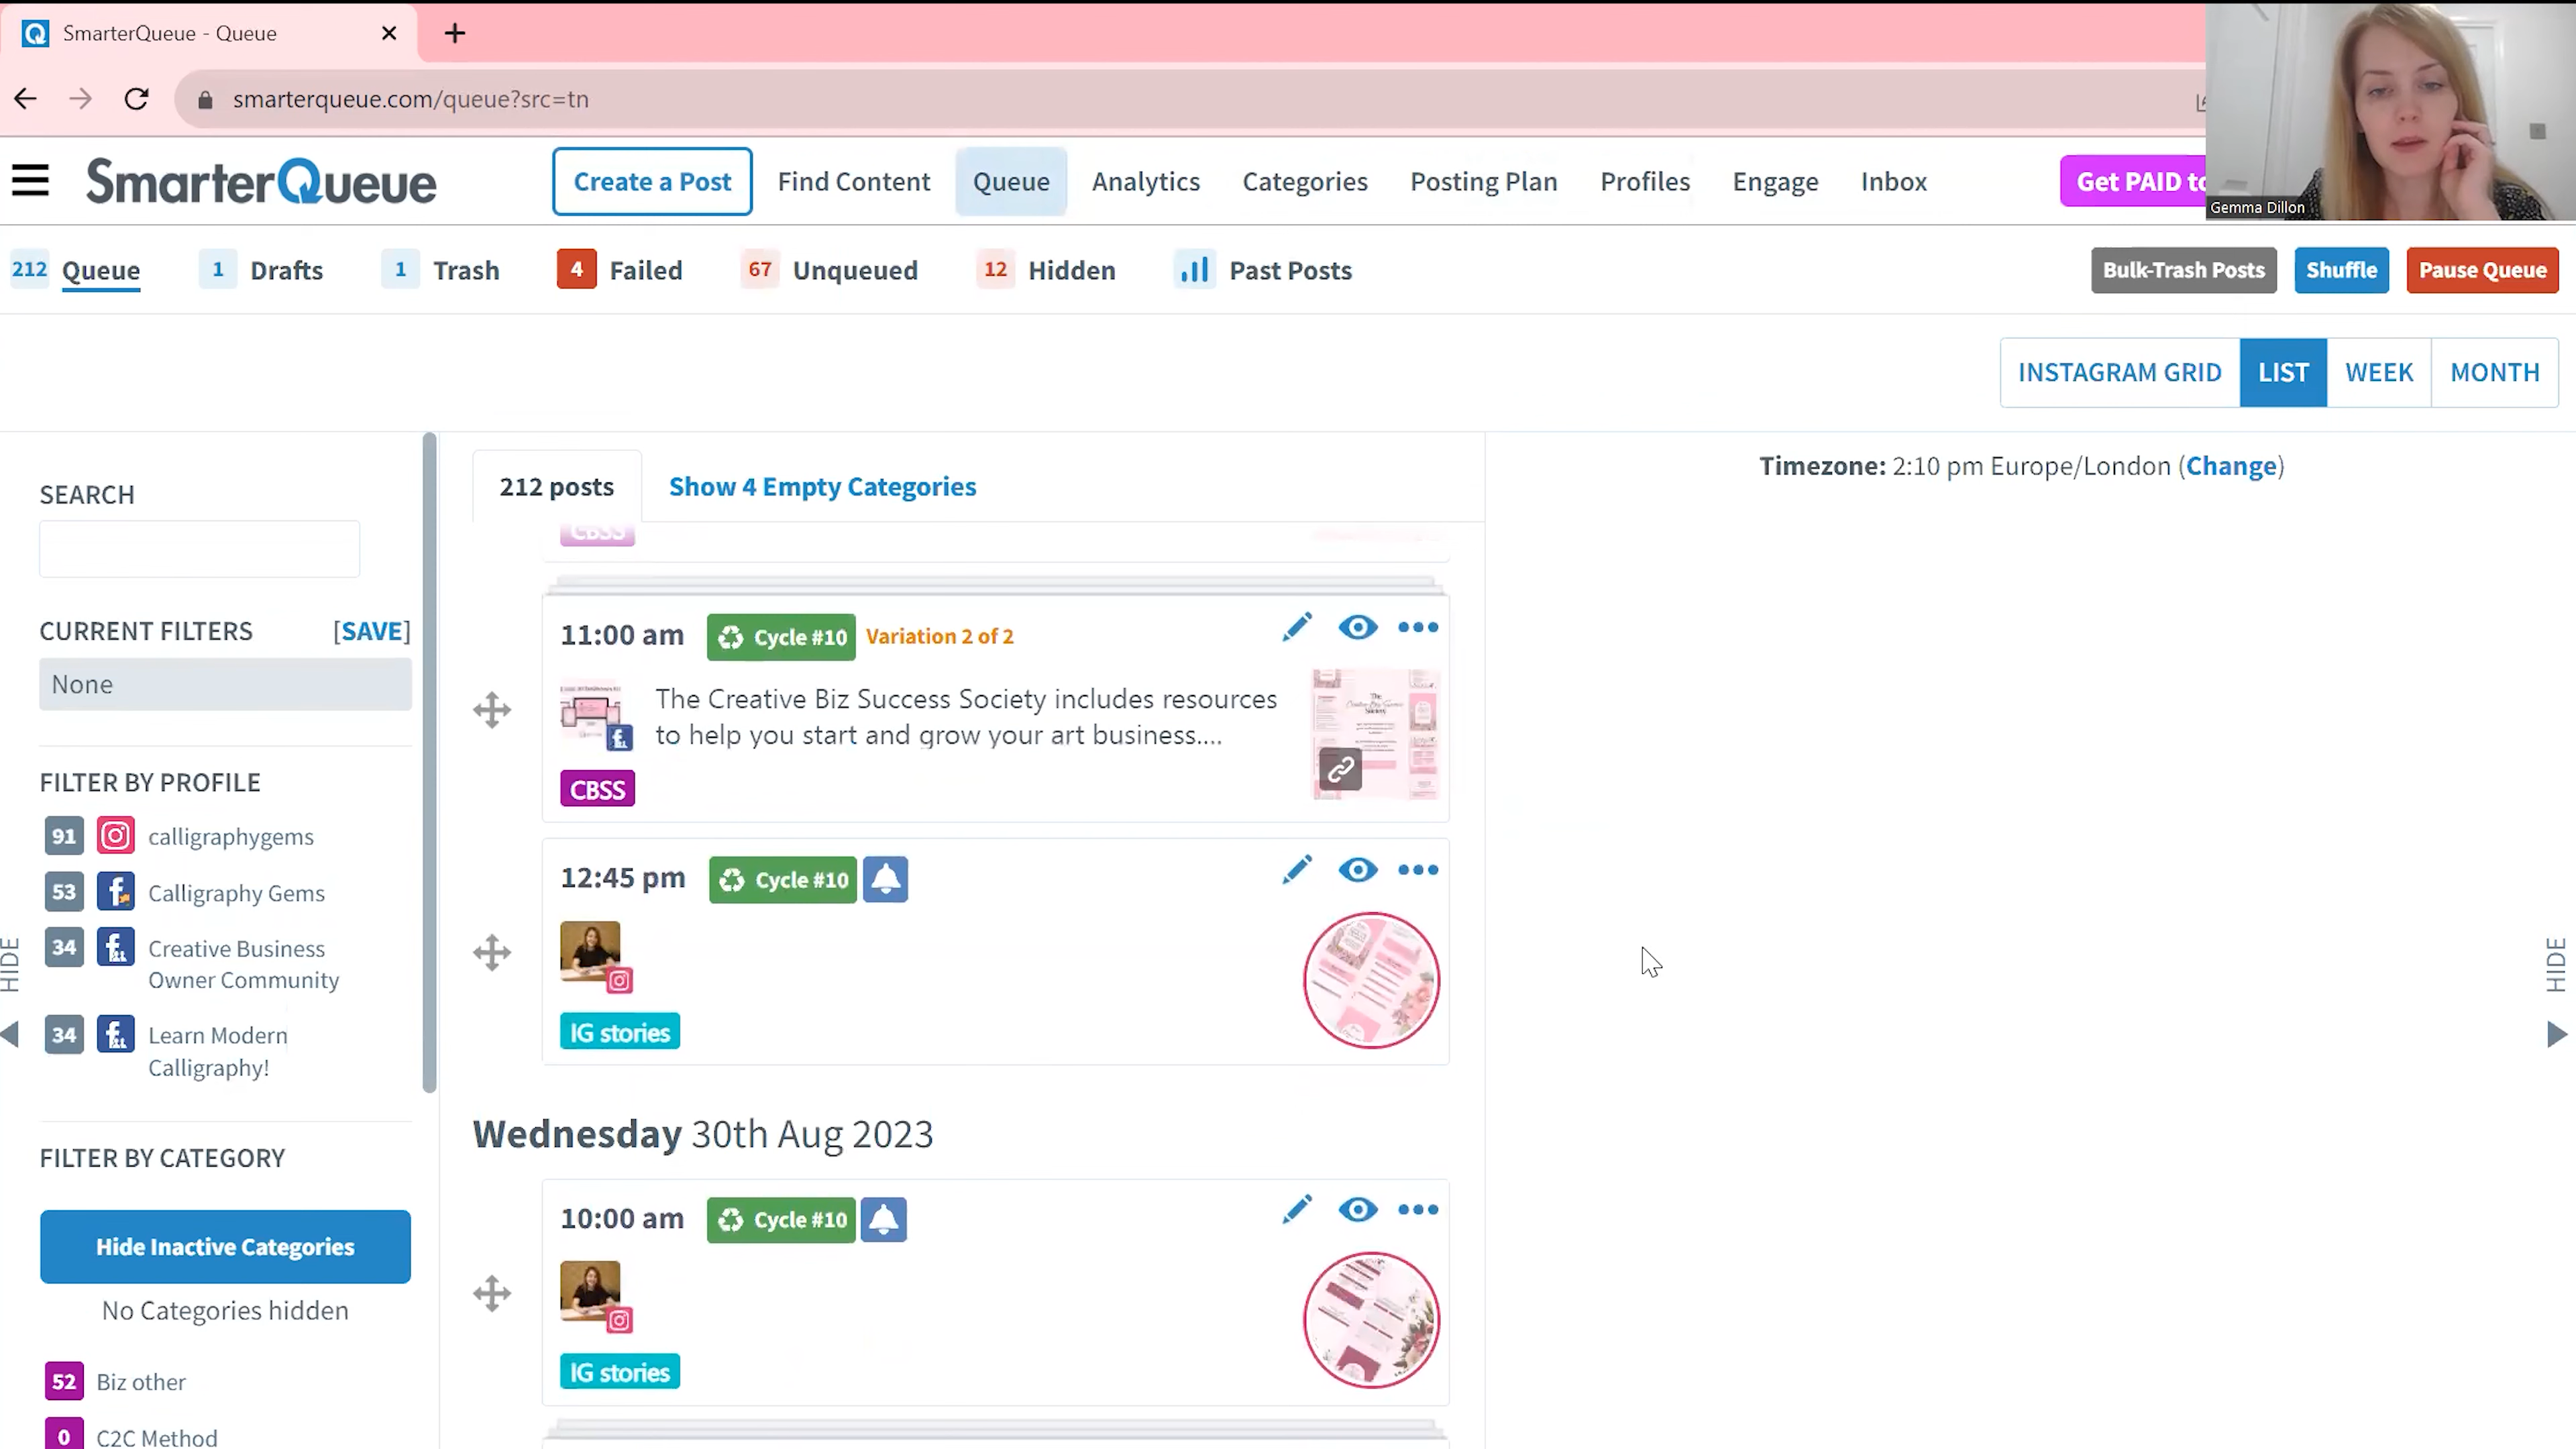 SmarterQueue - Queue
smarterqueue.com/queue?src=tn
SmarterQueue
Create a Post
Find Content
Queue
Analytics
Categories
Posting Plan
Profiles
Engage
Inbox
Get PAID to
Gemma Dillon
212 Queue
1 Drafts
1 Trash
4 Failed
67 Unqueued
12 Hidden
Past Posts
Bulk-Trash Posts
Shuffle
Pause Queue
INSTAGRAM GRID
LIST
WEEK
MONTH
SEARCH
CURRENT FILTERS [SAVE]
None
FILTER BY PROFILE
91 calligraphygems
53 Calligraphy Gems
34 Creative Business
Owner Community
34 Learn Modern
Calligraphy!
FILTER BY CATEGORY
Hide Inactive Categories
No Categories hidden
52 Biz other
0 C2C Method
HIDE
212 posts
Show 4 Empty Categories
CBSS
11:00 am Cycle #10 Variation 2 of 2
The Creative Biz Success Society includes resources
to help you start and grow your art business....
CBSS
12:45 pm Cycle #10
IG stories
Wednesday 30th Aug 2023
10:00 am Cycle #10
IG stories
Timezone: 2:10 pm Europe/London (Change)
HIDE